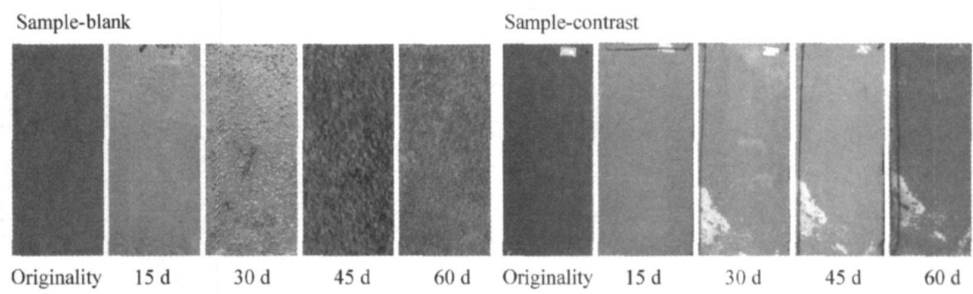 Sample-blank Sample-contrast
Originality 15 d 30 d 45 d 60 d Originality 15 d 30 d 45 d 60 d